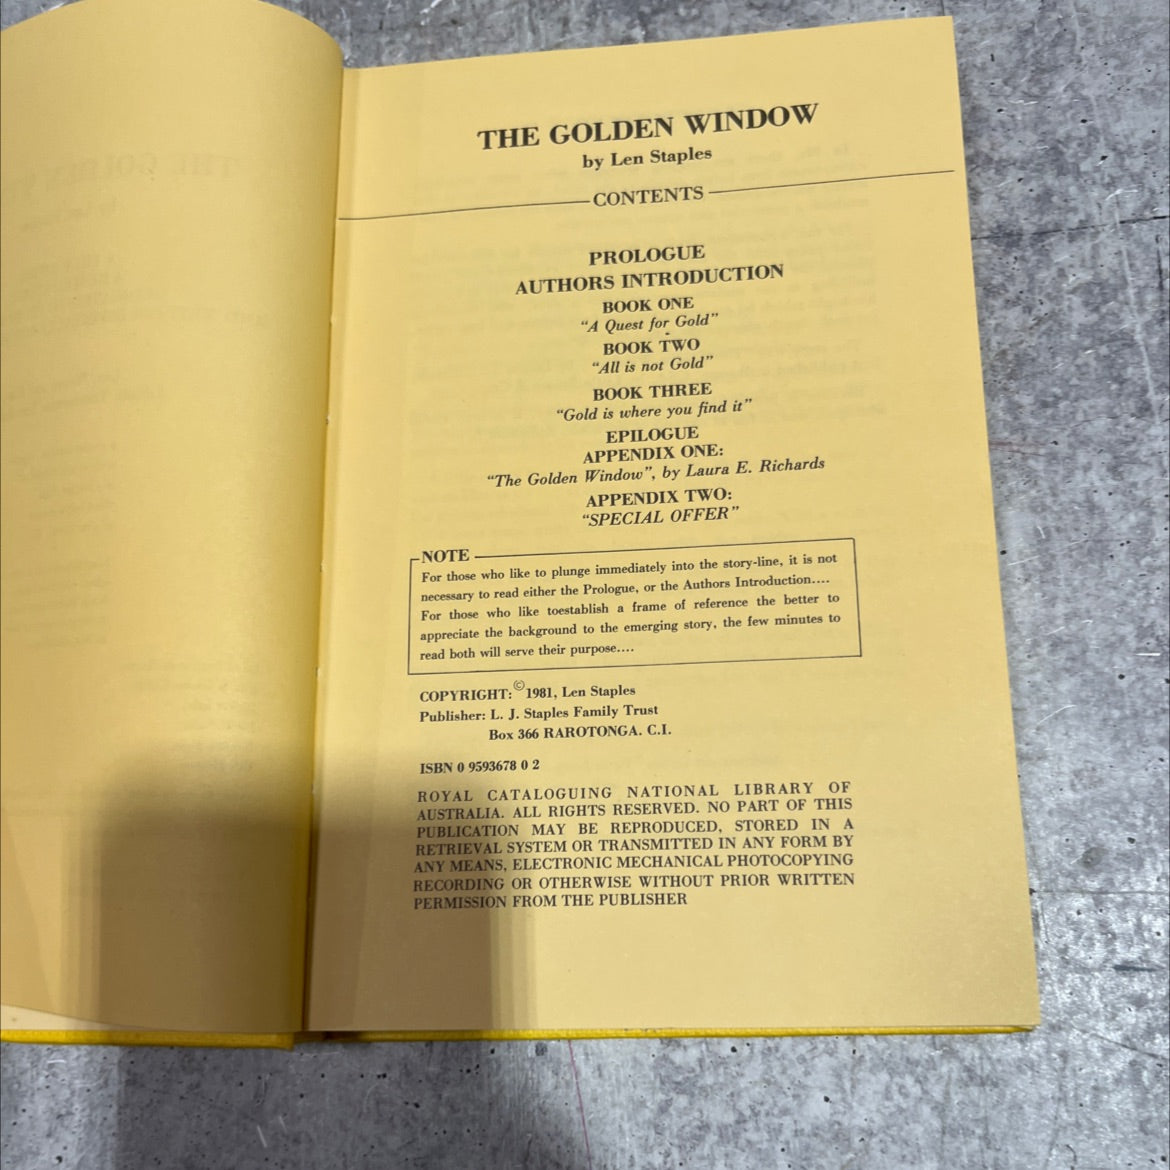 THE GOLDEN WINDOW
by Len Staples
CONTENTS
PROLOGUE
AUTHORS INTRODUCTION
BOOK ONE
“A Quest for Gold”
BOOK TWO
“All is not Gold”
BOOK THREE
“Gold is where you find it”
EPILOGUE
APPENDIX ONE:
“The Golden Window”, by Laura E. Richards
APPENDIX TWO:
“SPECIAL OFFER”
NOTE
For those who like to plunge immediately into the story-line, it is not
necessary to read either the Prologue, or the Authors Introduction....
For those who like toestablish a frame of reference the better to
appreciate the background to the emerging story, the few minutes to
read both will serve their purpose....
COPYRIGHT: © 1981, Len Staples
Publisher: L. J. Staples Family Trust
Box 366 RAROTONGA. C.I.
ISBN 0 9593678 0 2
ROYAL CATALOGUING NATIONAL LIBRARY OF
AUSTRALIA. ALL RIGHTS RESERVED. NO PART OF THIS
PUBLICATION MAY BE REPRODUCED, STORED IN A
RETRIEVAL SYSTEM OR TRANSMITTED IN ANY FORM BY
ANY MEANS, ELECTRONIC MECHANICAL PHOTOCOPYING
RECORDING OR OTHERWISE WITHOUT PRIOR WRITTEN
PERMISSION FROM THE PUBLISHER